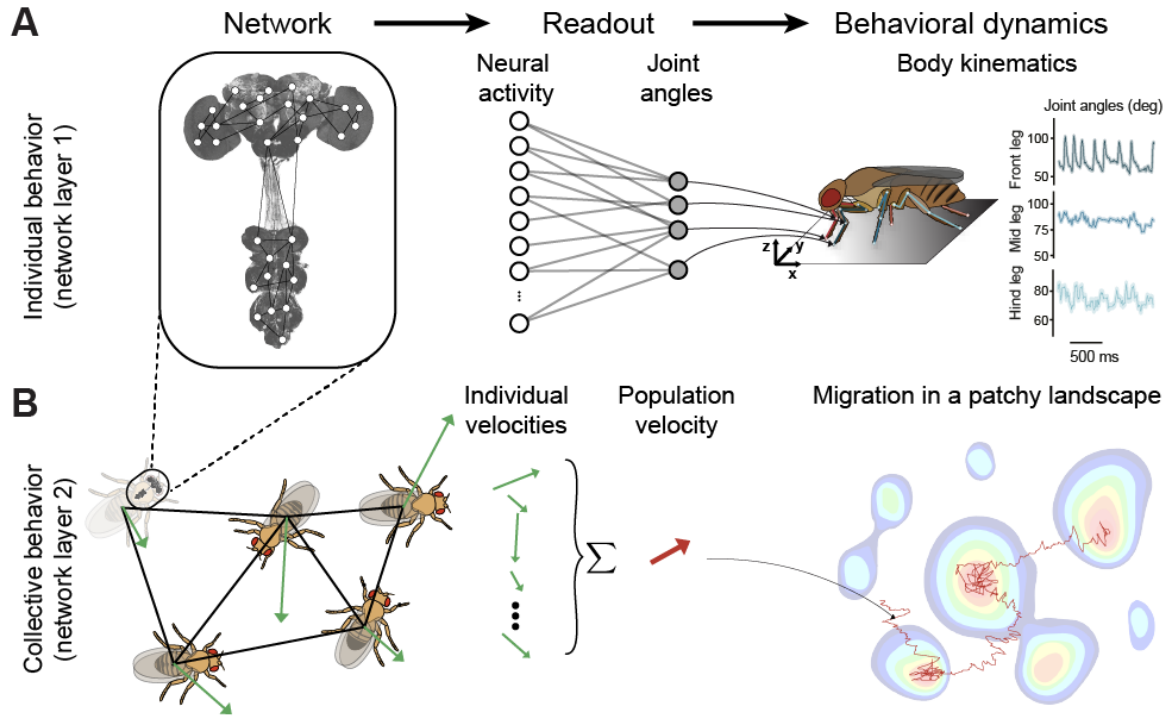 A
Network
Readout
Behavioral dynamics
Individual behavior
(network layer 1)
Neural
activity
Joint
angles
Body kinematics
z
y
x
Joint angles (deg)
Front leg
100
50
Mid leg
100
75
50
Hind leg
80
60
500 ms
B
Collective behavior
(network layer 2)
Individual
velocities
Population
velocity
Σ
Migration in a patchy landscape